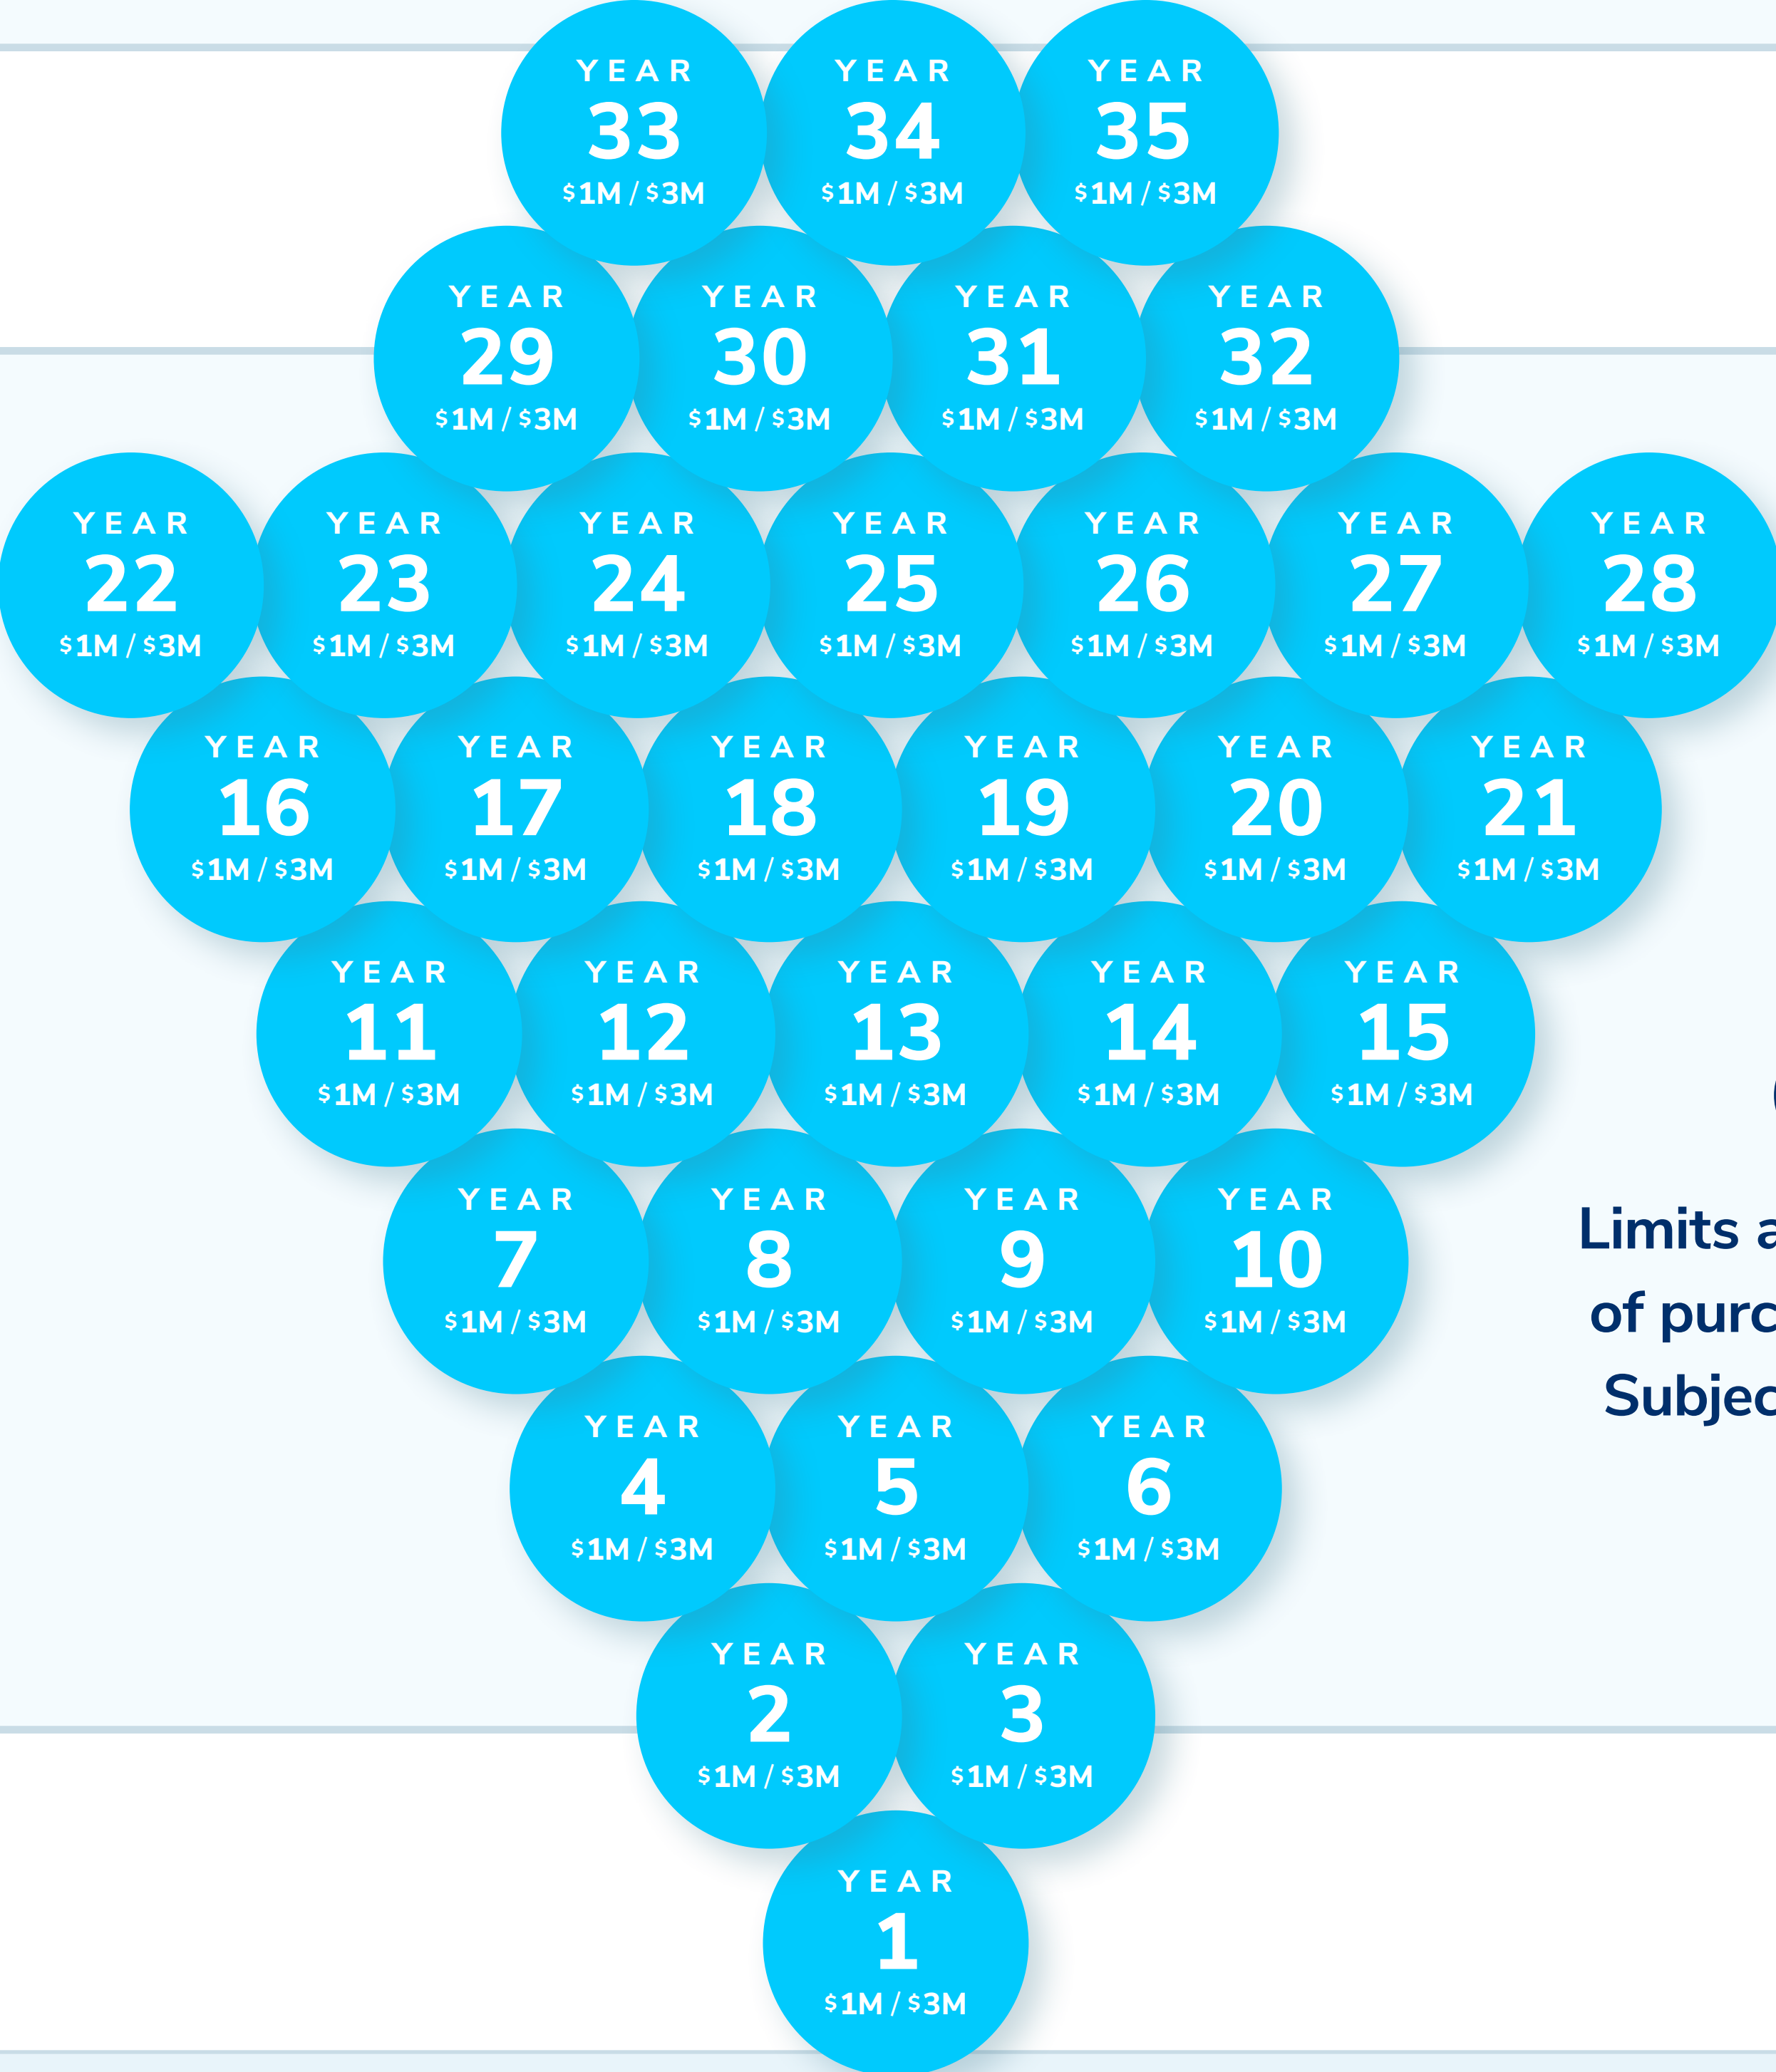 YEAR YEAR YEAR
33 34 35
$1M / $3M $1M / $3M $1M / $3M
YEAR YEAR YEAR YEAR
29 30 31 32
$1M / $3M $1M / $3M $1M / $3M $1M / $3M
YEAR YEAR YEAR YEAR YEAR YEAR YEAR
22 23 24 25 26 27 28
$1M / $3M $1M / $3M $1M / $3M $1M / $3M $1M / $3M $1M / $3M $1M / $3M
YEAR YEAR YEAR YEAR YEAR YEAR
16 17 18 19 20 21
$1M / $3M $1M / $3M $1M / $3M $1M / $3M $1M / $3M $1M / $3M
YEAR YEAR YEAR YEAR YEAR
11 12 13 14 15
$1M / $3M $1M / $3M $1M / $3M $1M / $3M $1M / $3M
YEAR YEAR YEAR YEAR
7 8 9 10
$1M / $3M $1M / $3M $1M / $3M $1M / $3M
Limits
of
YEAR YEAR YEAR
4 5 6
$1M / $3M $1M / $3M $1M / $3M
YEAR YEAR
2 3
$1M / $3M $1M / $3M
YEAR
1
$1M / $3M